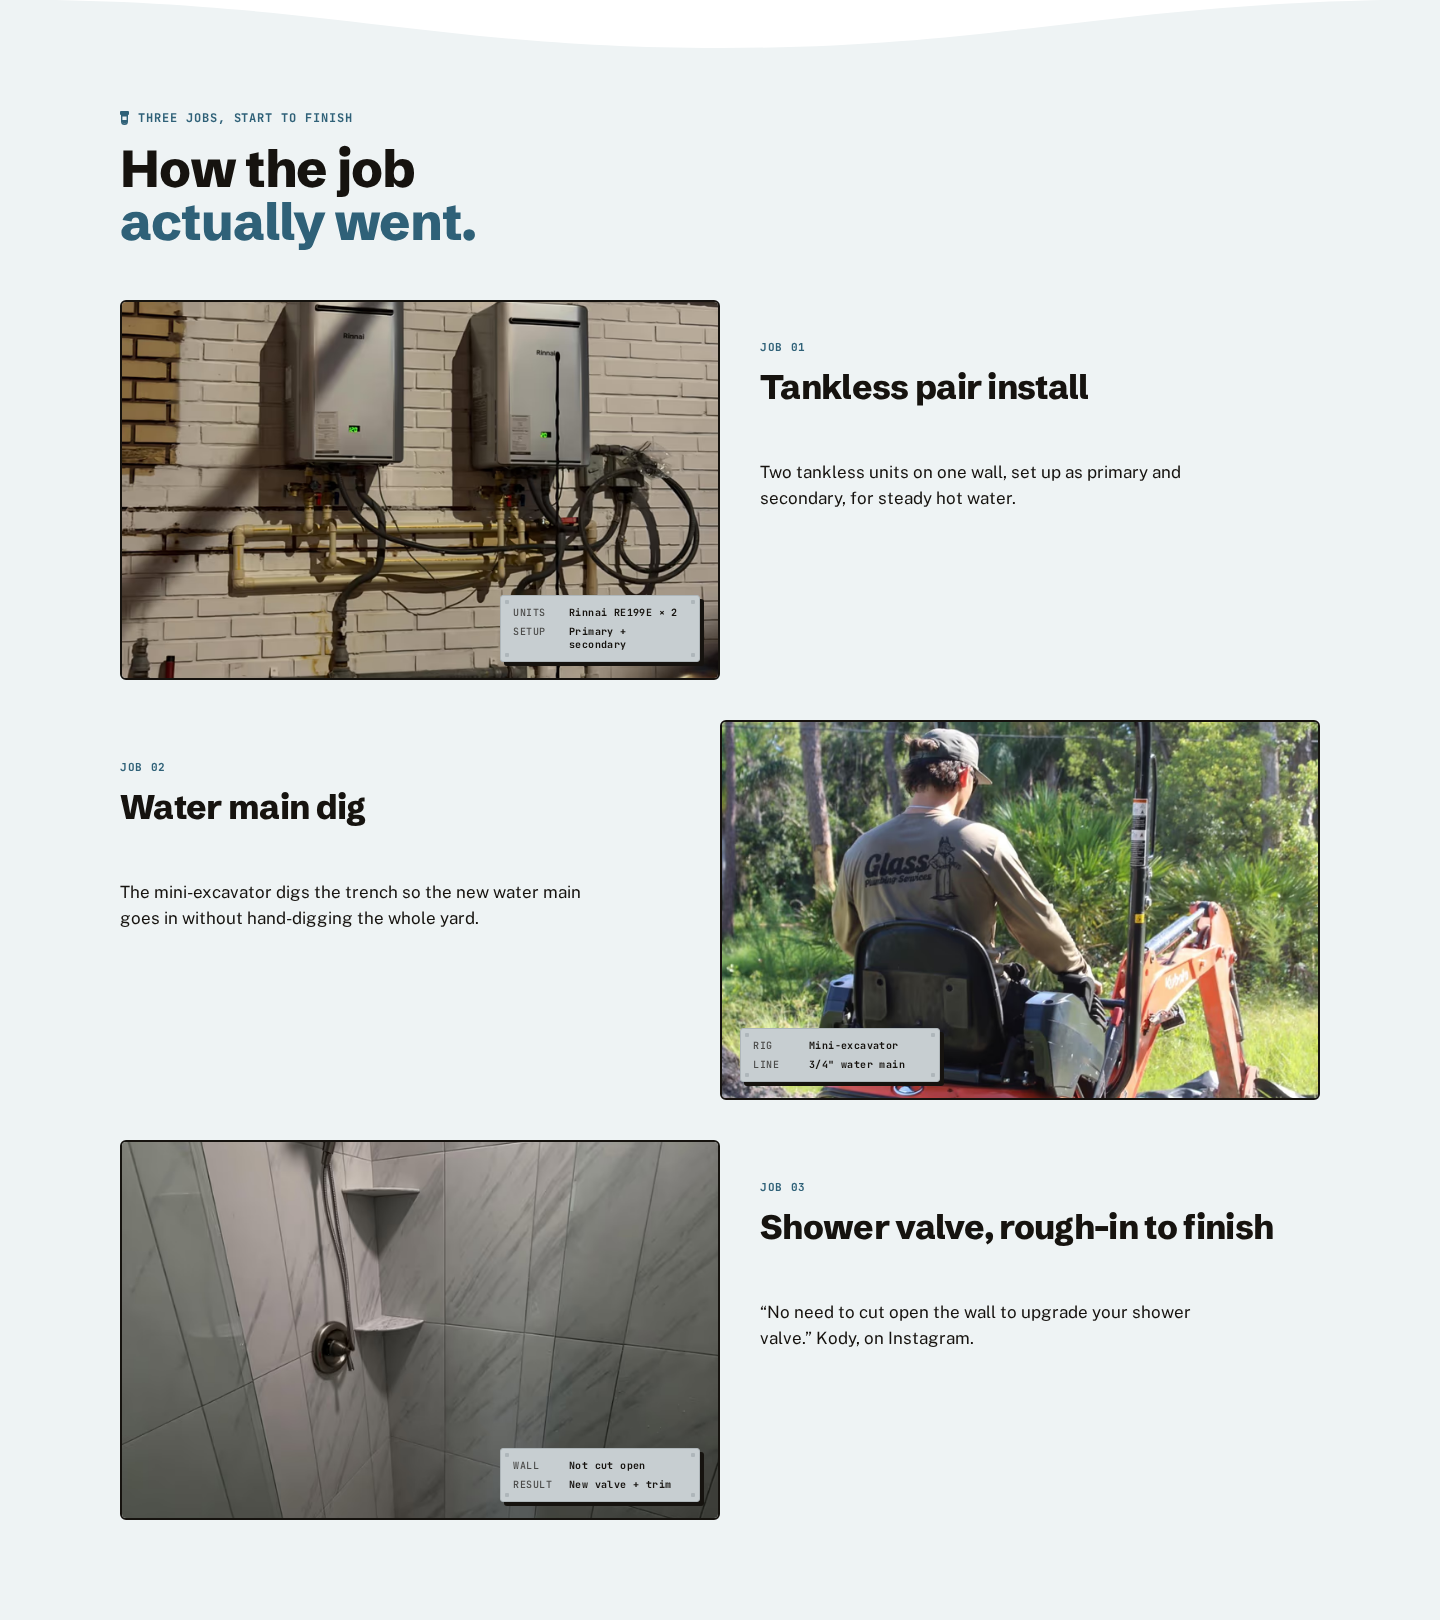 THREE JOBS, START TO FINISH
How the job
actually went.
Rinnai
Rinnai
UNITS Rinnai RE199E × 2
SETUP Primary +
secondary
JOB 01
Tankless pair install
Two tankless units on one wall, set up as primary and
secondary, for steady hot water.
JOB 02
Water main dig
The mini-excavator digs the trench so the new water main
goes in without hand-digging the whole yard.
Glass
Plumbing Services
Kubota
RIG Mini-excavator
LINE 3/4" water main
WALL Not cut open
RESULT New valve + trim
JOB 03
Shower valve, rough-in to finish
“No need to cut open the wall to upgrade your shower
valve.” Kody, on Instagram.